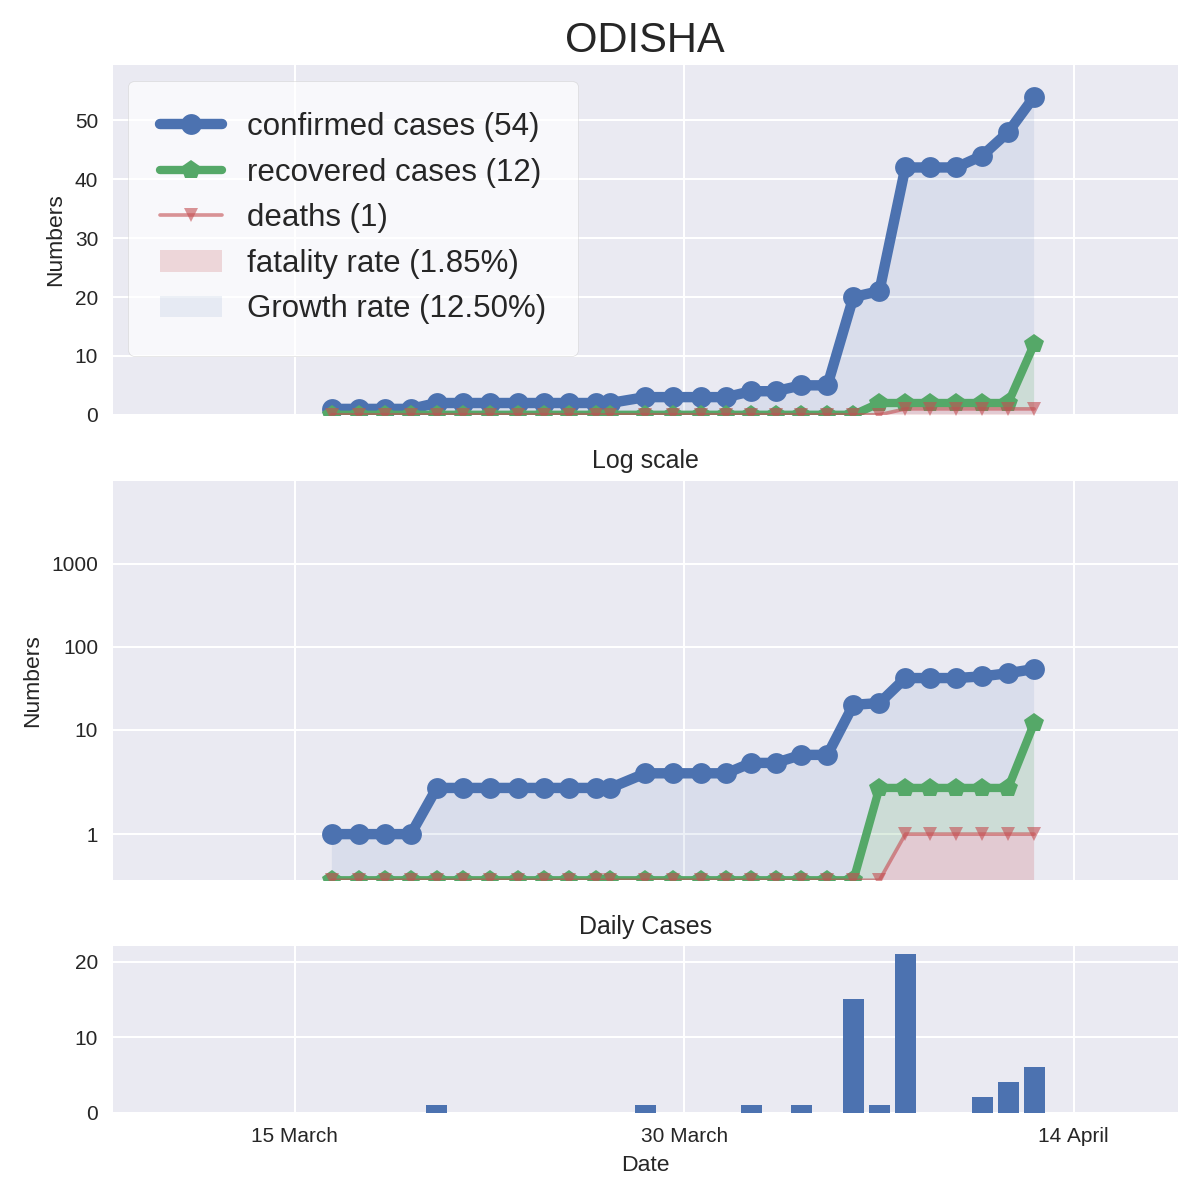 ODISHA
Numbers
50
40
30
20
10
0
confirmed cases (54)
recovered cases (12)
deaths (1)
fatality rate (1.85%)
Growth rate (12.50%)
Log scale
Numbers
1000
100
10
1
Daily Cases
20
10
0
15 March 30 March 14 April
Date